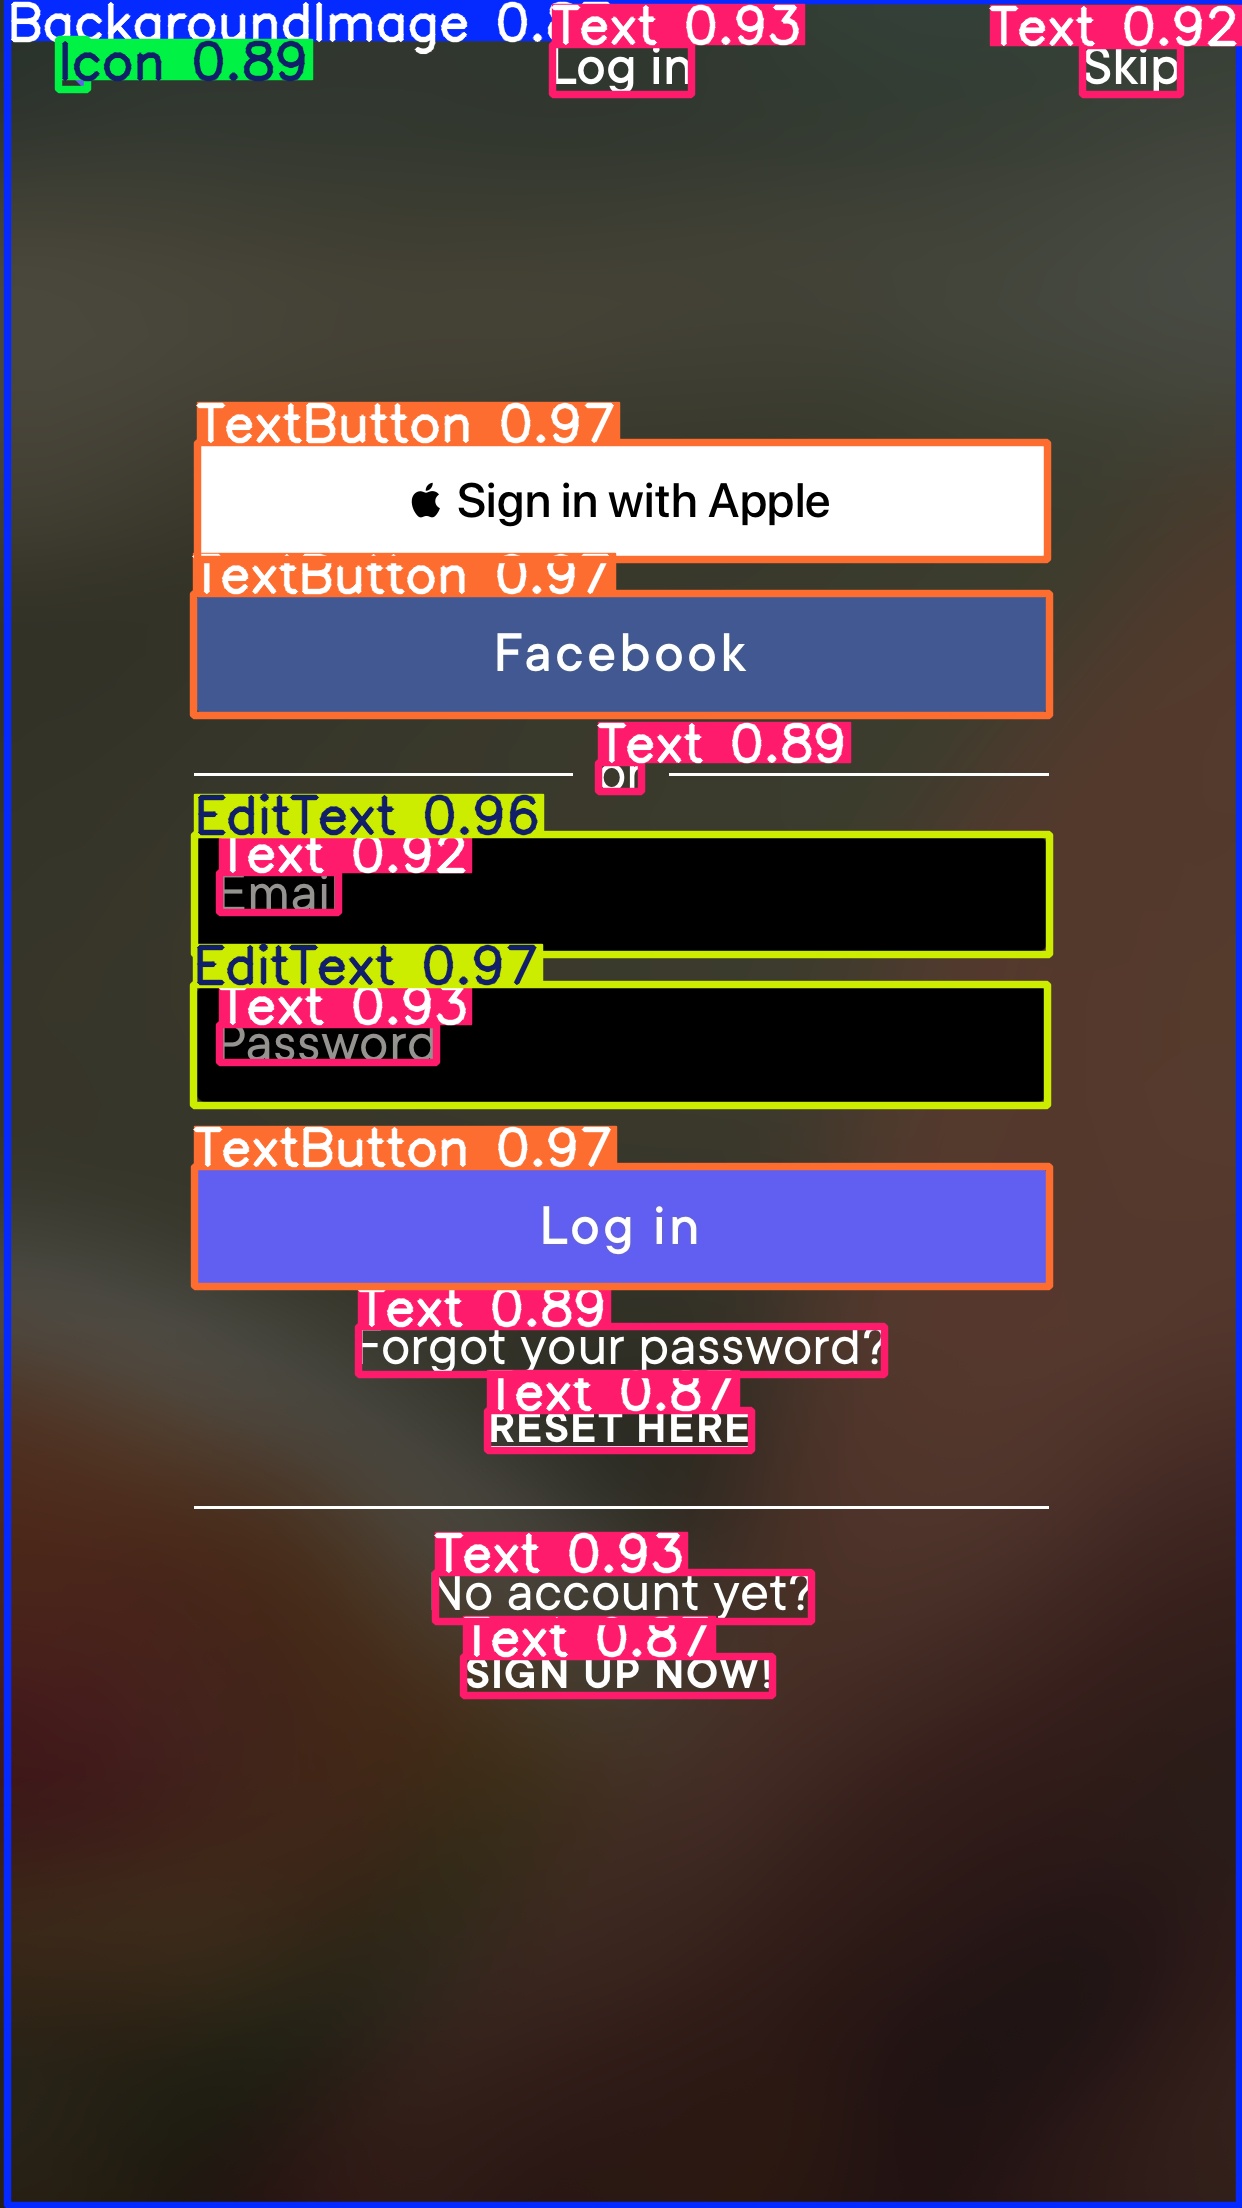 BackgroundImage 0.8
Text 0.93
Text 0.92
Icon 0.89
Log in
Skip
TextButton 0.97
Sign in with Apple
TextButton 0.97
Facebook
Text 0.89
or
EditText 0.96
Text 0.92
Email
EditText 0.97
Text 0.93
Password
TextButton 0.97
Log in
Text 0.89
Forgot your password?
Text 0.87
RESET HERE
Text 0.93
No account yet?
Text 0.87
SIGN UP NOW!